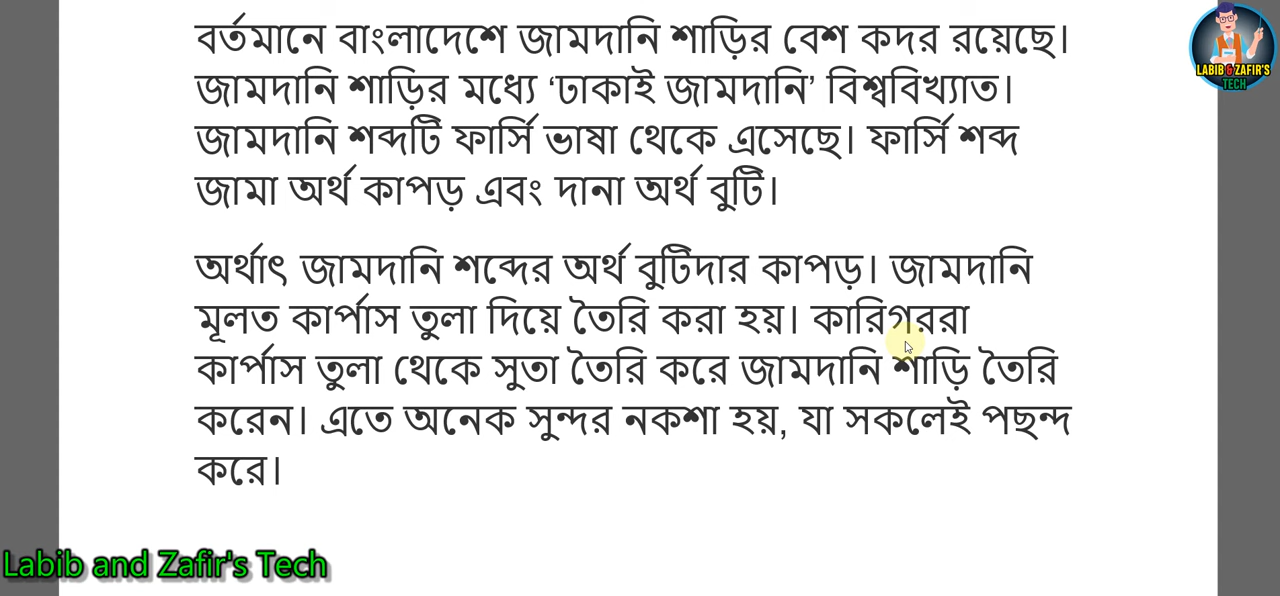 বর্তমানে বাংলাদেশে জামদানি শাড়ির বেশ কদর রয়েছে।
জামদানি শাড়ির মধ্যে ‘ঢাকাই জামদানি’ বিশ্ববিখ্যাত।
জামদানি শব্দটি ফার্সি ভাষা থেকে এসেছে। ফার্সি শব্দ
জামা অর্থ কাপড় এবং দানা অর্থ বুটি।
অর্থাৎ জামদানি শব্দের অর্থ বুটিদার কাপড়। জামদানি
মূলত কার্পাস তুলা দিয়ে তৈরি করা হয়। কারিগররা
কার্পাস তুলা থেকে সুতা তৈরি করে জামদানি শাড়ি তৈরি
করেন। এতে অনেক সুন্দর নকশা হয়, যা সকলেই পছন্দ
করে।
LABIB & ZAFIR'S
TECH
Labib and Zafir's Tech